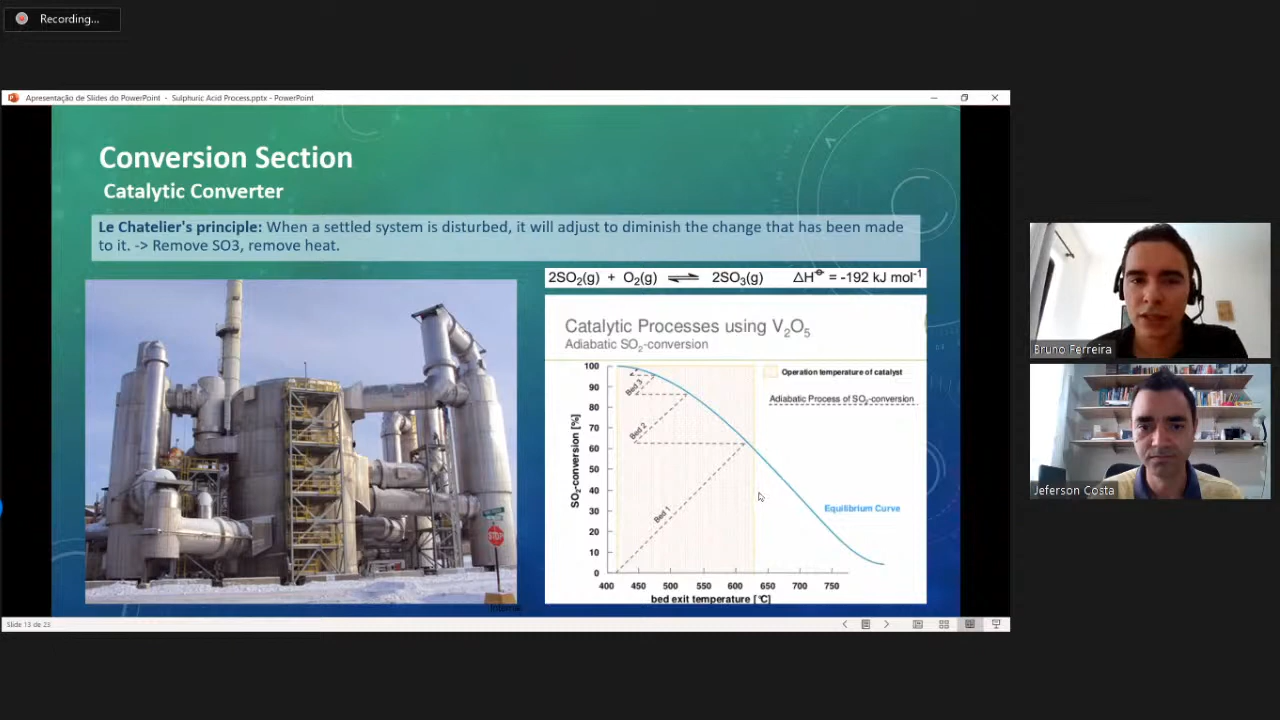 Recording...
Apresentação de Slides do PowerPoint - Sulphuric Acid Process.pptx - PowerPoint
Conversion Section
Catalytic Converter
Le Chatelier's principle: When a settled system is disturbed, it will adjust to diminish the change that has been made
to it. -> Remove SO3, remove heat.
2SO₂(g) + O₂(g) ⇌ 2SO₃(g) ΔH⦵ = -192 kJ mol⁻¹
Catalytic Processes using V₂O₅
Adiabatic SO₂-conversion
100
90
80
70
60
50
40
30
20
10
0
SO₂-conversion [%]
Bed 3
Bed 2
Bed 1
Operation temperature of catalyst
Adiabatic Process of SO₂-conversion
Equilibrium Curve
400 450 500 550 600 650 700 750
bed exit temperature [°C]
STOP
Internal
Slide 13 de 23
Bruno Ferreira
Jeferson Costa